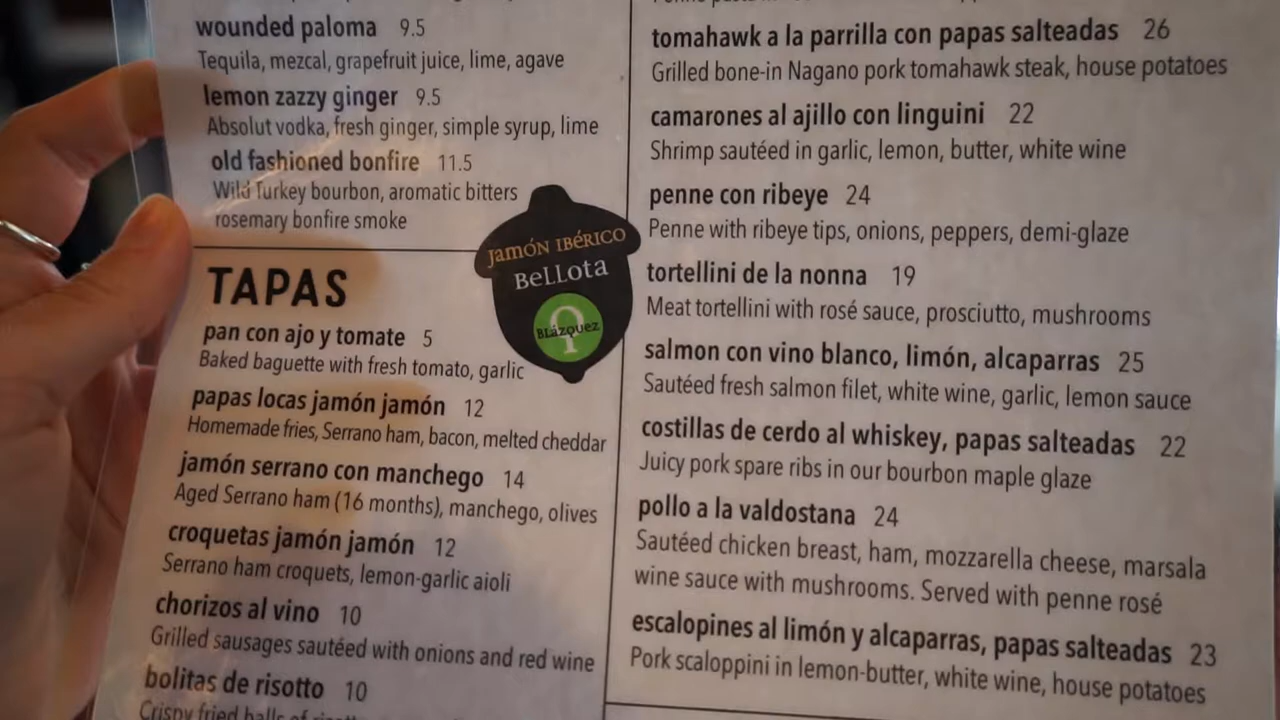 wounded paloma 9.5
Tequila, mezcal, grapefruit juice, lime, agave
lemon zazzy ginger 9.5
Absolut vodka, fresh ginger, simple syrup, lime
old fashioned bonfire 11.5
Wild Turkey bourbon, aromatic bitters
rosemary bonfire smoke
JAMÓN IBÉRICO
BELLOTA
BLÁZQUEZ
TAPAS
pan con ajo y tomate 5
Baked baguette with fresh tomato, garlic
papas locas jamón jamón 12
Homemade fries, Serrano ham, bacon, melted cheddar
jamón serrano con manchego 14
Aged Serrano ham (16 months), manchego, olives
croquetas jamón jamón 12
Serrano ham croquets, lemon-garlic aioli
chorizos al vino 10
Grilled sausages sautéed with onions and red wine
bolitas de risotto 10
Crispy fried balls of
tomahawk a la parrilla con papas salteadas 26
Grilled bone-in Nagano pork tomahawk steak, house potatoes
camarones al ajillo con linguini 22
Shrimp sautéed in garlic, lemon, butter, white wine
penne con ribeye 24
Penne with ribeye tips, onions, peppers, demi-glaze
tortellini de la nonna 19
Meat tortellini with rosé sauce, prosciutto, mushrooms
salmon con vino blanco, limón, alcaparras 25
Sautéed fresh salmon filet, white wine, garlic, lemon sauce
costillas de cerdo al whiskey, papas salteadas 22
Juicy pork spare ribs in our bourbon maple glaze
pollo a la valdostana 24
Sautéed chicken breast, ham, mozzarella cheese, marsala
wine sauce with mushrooms. Served with penne rosé
escalopines al limón y alcaparras, papas salteadas 23
Pork scaloppini in lemon-butter, white wine, house potatoes